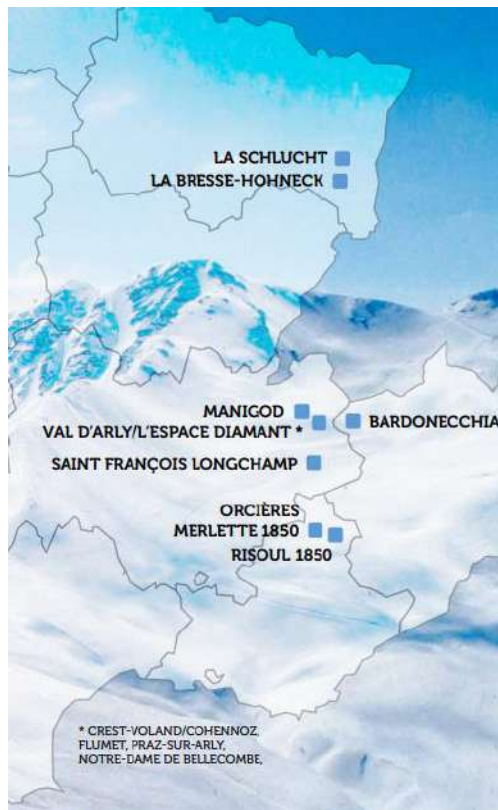 LA SCHLUCHT
LA BRESSE-HOHNECK
MANIGOD
VAL D'ARLY/L'ESPACE DIAMANT *
BARDONECCHIA
SAINT FRANÇOIS LONGCHAMP
ORCIÈRES
MERLETTE 1850
RISOUL 1850
* CREST-VOLAND/COHENNOZ,
FLUMET, PRAZ-SUR-ARLY,
NOTRE-DAME DE BELLECOMBE,